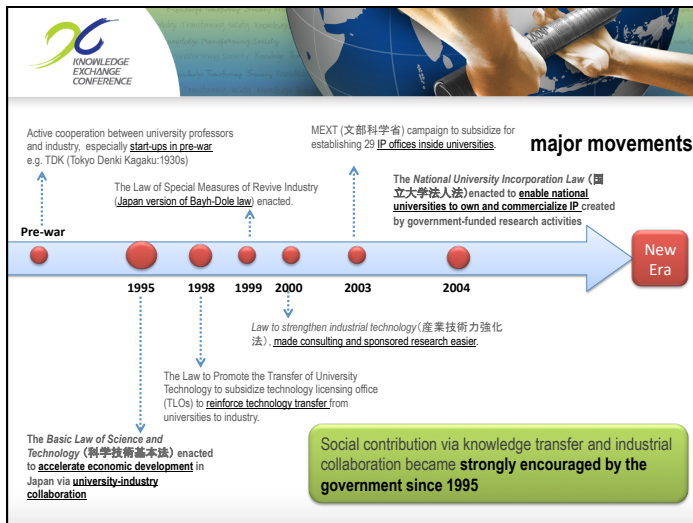 KNOWLEDGE
EXCHANGE
CONFERENCE
major movements
Active cooperation between university professors
and industry, especially start-ups in pre-war
e.g. TDK (Tokyo Denki Kagaku:1930s)
MEXT (文部科学省) campaign to subsidize for
establishing 29 IP offices inside universities.
The Law of Special Measures of Revive Industry
(Japan version of Bayh-Dole law) enacted.
The National University Incorporation Law (国
立大学法人法) enacted to enable national
universities to own and commercialize IP created
by government-funded research activities
Pre-war
New
Era
1995
1998
1999
2000
2003
2004
Law to strengthen industrial technology(産業技術力強化
法), made consulting and sponsored research easier.
The Law to Promote the Transfer of University
Technology to subsidize technology licensing office
(TLOs) to reinforce technology transfer from
universities to industry.
The Basic Law of Science and
Technology (科学技術基本法) enacted
to accelerate economic development in
Japan via university-industry
collaboration
Social contribution via knowledge transfer and industrial
collaboration became strongly encouraged by the
government since 1995